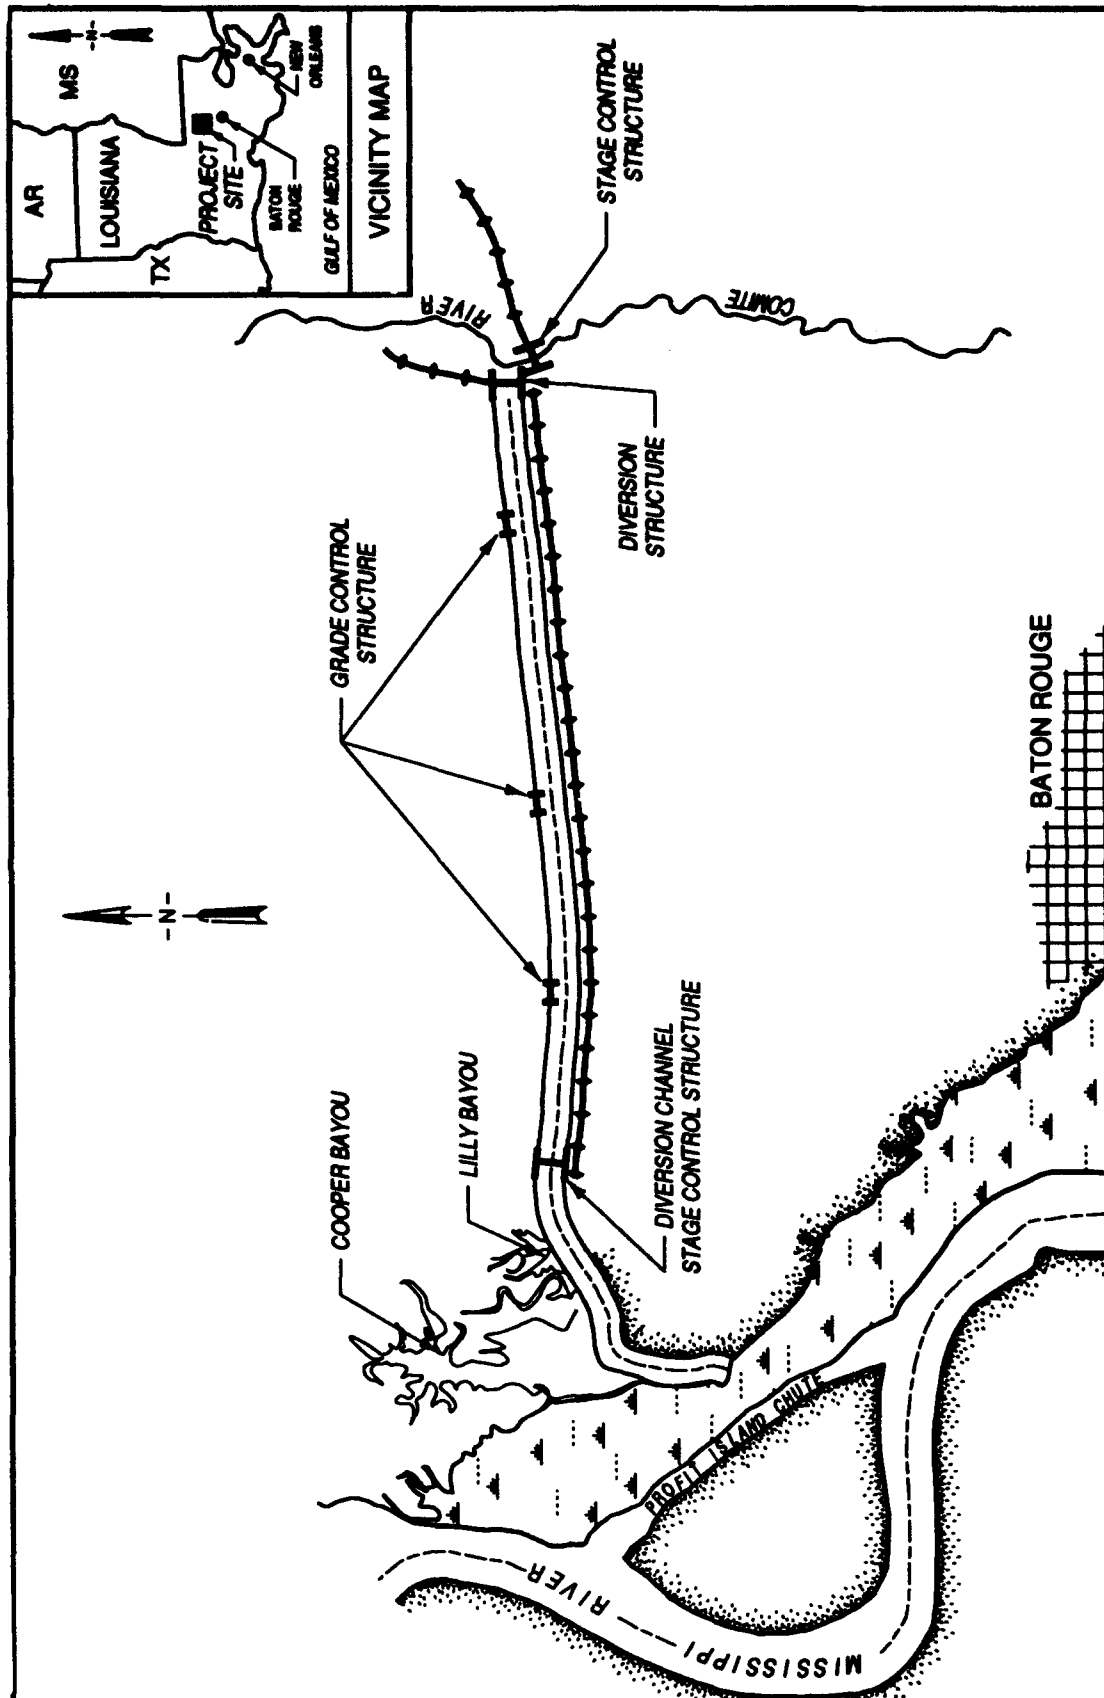 AR
MS
-N-
LOUISIANA
TX
PROJECT
SITE
BATON
ROUGE
NEW
ORLEANS
GULF OF MEXICO
VICINITY MAP
-N-
COOPER BAYOU
LILLY BAYOU
GRADE CONTROL
STRUCTURE
RIVER
COMITE
STAGE CONTROL
STRUCTURE
DIVERSION
STRUCTURE
DIVERSION CHANNEL
STAGE CONTROL STRUCTURE
PROFIT ISLAND CHUTE
MISSISSIPPI RIVER
BATON ROUGE